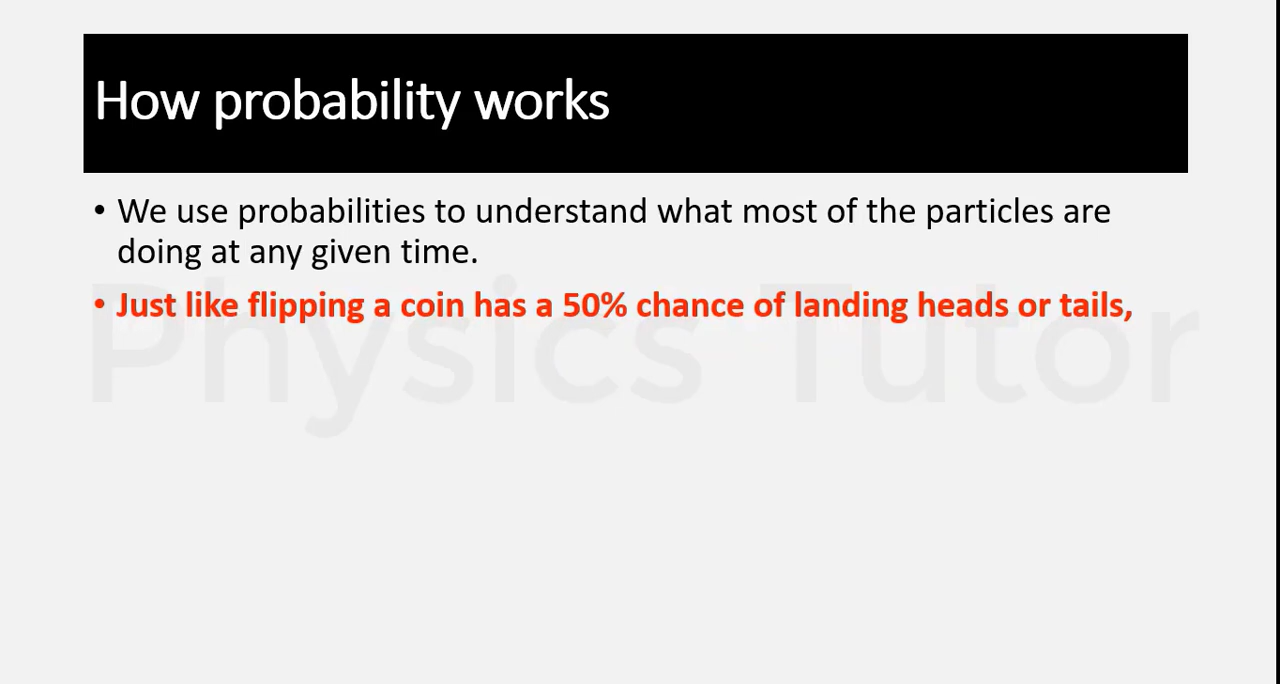 How probability works
• We use probabilities to understand what most of the particles are
doing at any given time.
• Just like flipping a coin has a 50% chance of landing heads or tails,
Physics Tutor